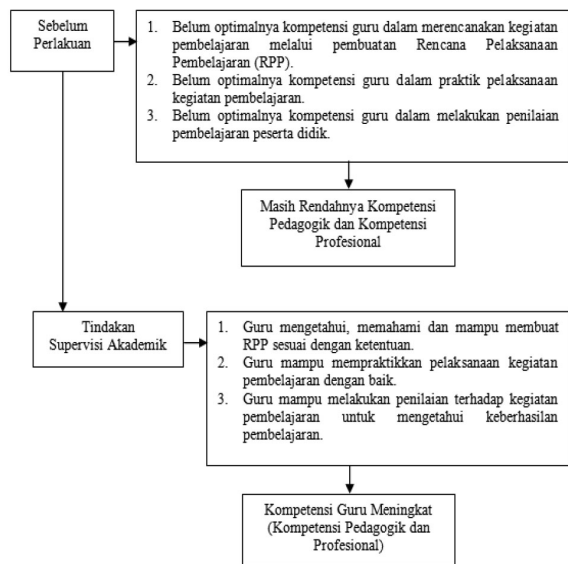 Sebelum
Perlakuan
1. Belum optimalnya kompetensi guru dalam merencanakan kegiatan
pembelajaran melalui pembuatan Rencana Pelaksanaan
Pembelajaran (RPP).
2. Belum optimalnya kompetensi guru dalam praktik pelaksanaan
kegiatan pembelajaran.
3. Belum optimalnya kompetensi guru dalam melakukan penilaian
pembelajaran peserta didik.
Masih Rendahnya Kompetensi
Pedagogik dan Kompetensi
Profesional
Tindakan
Supervisi Akademik
1. Guru mengetahui, memahami dan mampu membuat
RPP sesuai dengan ketentuan.
2. Guru mampu mempraktikkan pelaksanaan kegiatan
pembelajaran dengan baik.
3. Guru mampu melakukan penilaian terhadap kegiatan
pembelajaran untuk mengetahui keberhasilan
pembelajaran.
Kompetensi Guru Meningkat
(Kompetensi Pedagogik dan
Profesional)